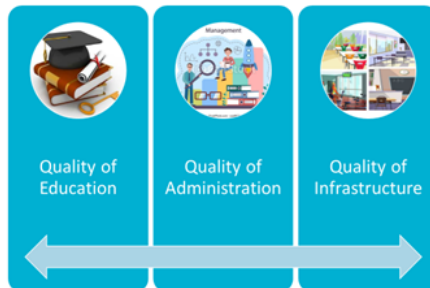 Management
Quality of
Education
Quality of
Administration
Quality of
Infrastructure